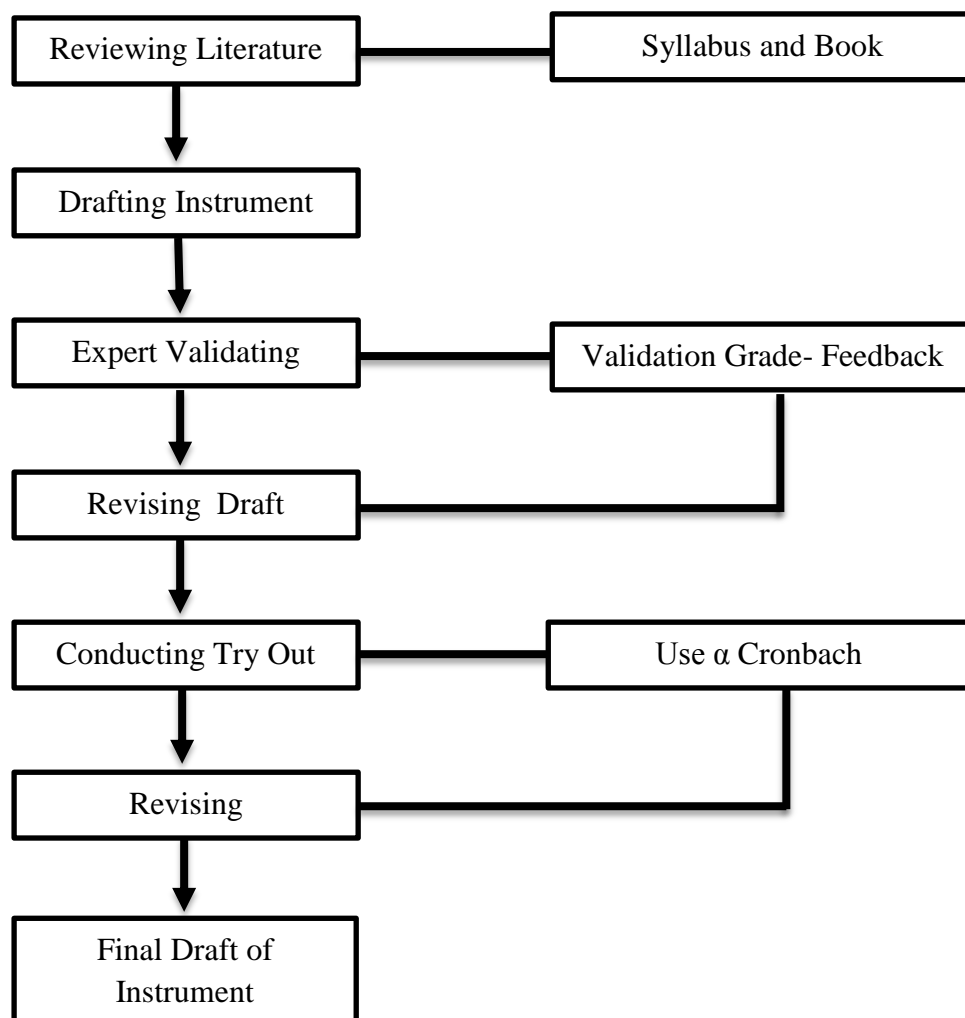 Reviewing Literature
Syllabus and Book
Drafting Instrument
Expert Validating
Validation Grade- Feedback
Revising Draft
Conducting Try Out
Use α Cronbach
Revising
Final Draft of
Instrument